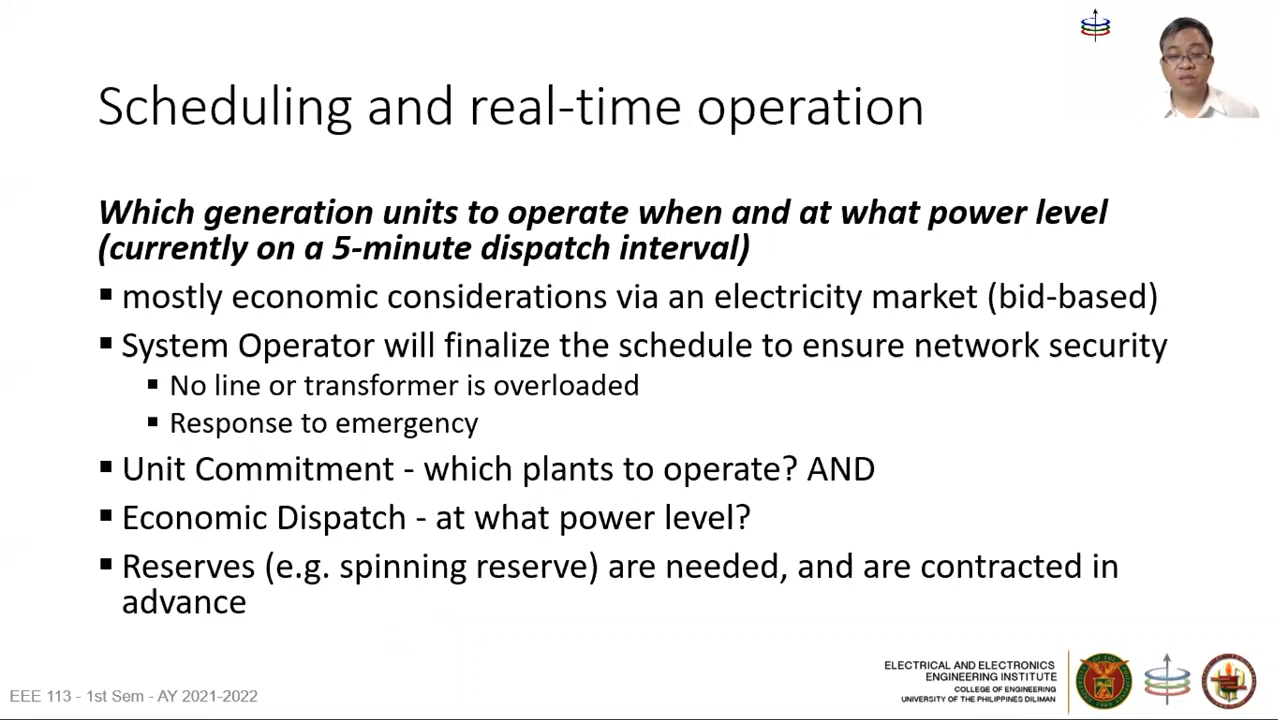 Scheduling and real-time operation
Which generation units to operate when and at what power level
(currently on a 5-minute dispatch interval)
▪ mostly economic considerations via an electricity market (bid-based)
▪ System Operator will finalize the schedule to ensure network security
▪ No line or transformer is overloaded
▪ Response to emergency
▪ Unit Commitment - which plants to operate? AND
▪ Economic Dispatch - at what power level?
▪ Reserves (e.g. spinning reserve) are needed, and are contracted in
advance
ELECTRICAL AND ELECTRONICS
ENGINEERING INSTITUTE
COLLEGE OF ENGINEERING
UNIVERSITY OF THE PHILIPPINES DILIMAN
EEE 113 - 1st Sem - AY 2021-2022